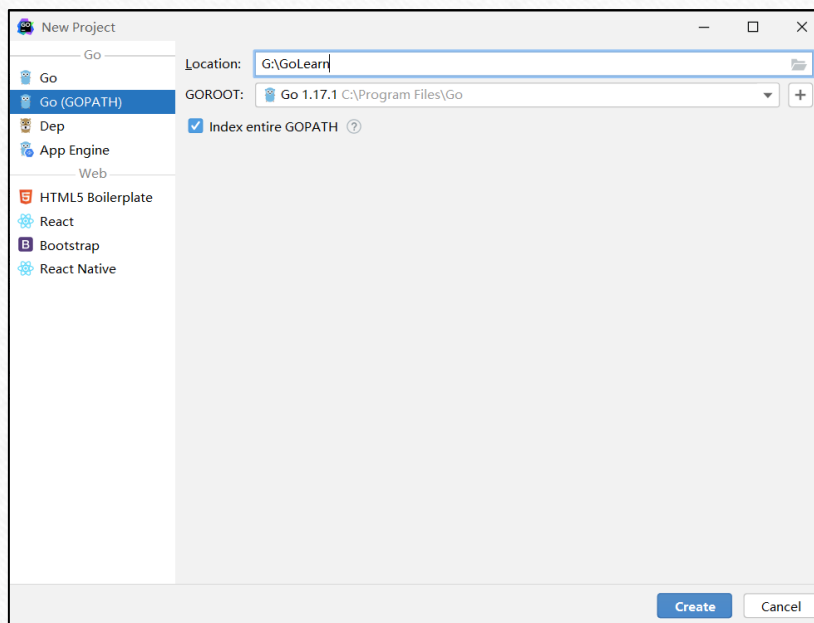 New Project
Go
Go
Go (GOPATH)
Dep
App Engine
Web
HTML5 Boilerplate
React
Bootstrap
React Native
Location: G:\GoLearn
GOROOT: Go 1.17.1 C:\Program Files\Go
Index entire GOPATH ?
Create Cancel